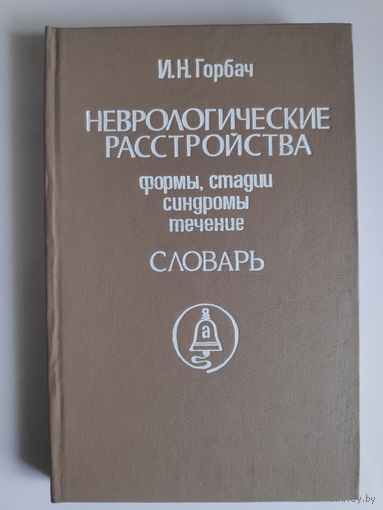 И.Н.Горбач
НЕВРОЛОГИЧЕСКИЕ
РАССТРОЙСТВА
формы, стадии
синдромы
течение
СЛОВАРЬ
а